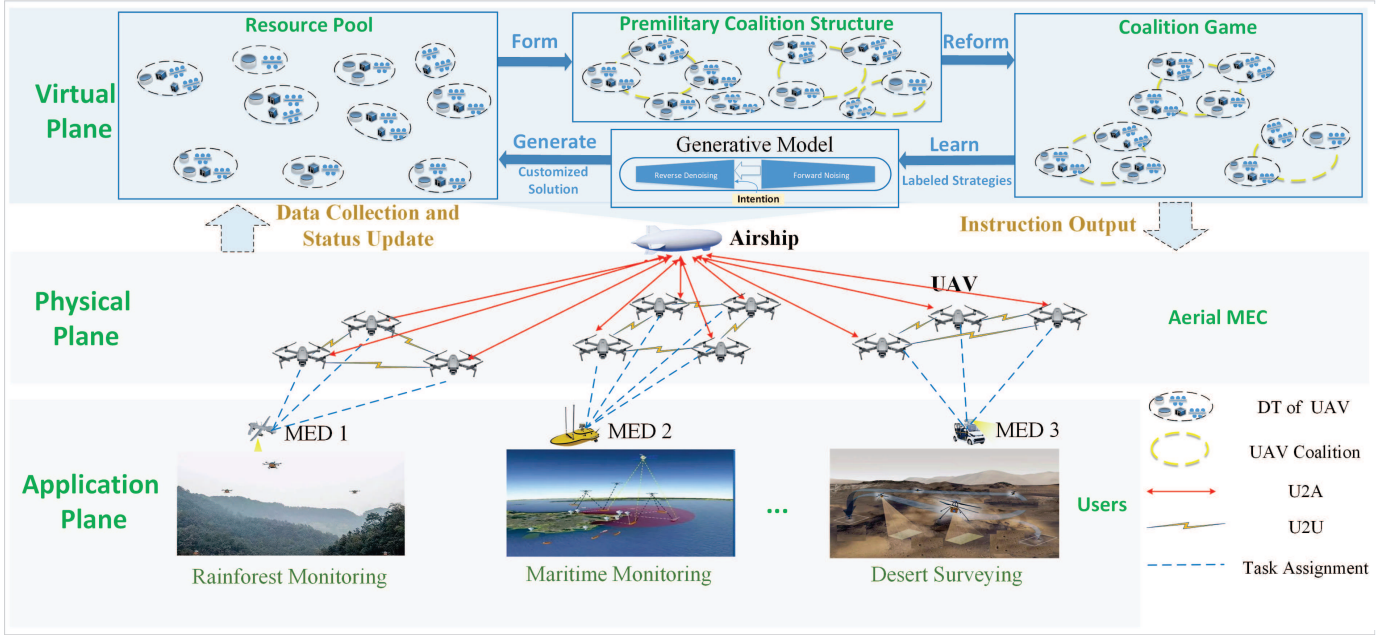 Resource Pool
Form
Premilitary Coalition Structure
Reform
Coalition Game
Virtual
Plane
Generate
Customized
Solution
Generative Model
Reverse Denoising
Forward Noising
Intention
Learn
Labeled Strategies
Data Collection and
Status Update
Instruction Output
Airship
Physical
Plane
UAV
Aerial MEC
MED 1
MED 2
MED 3
Application
Plane
...
Users
Rainforest Monitoring
Maritime Monitoring
Desert Surveying
DT of UAV
UAV Coalition
U2A
U2U
Task Assignment